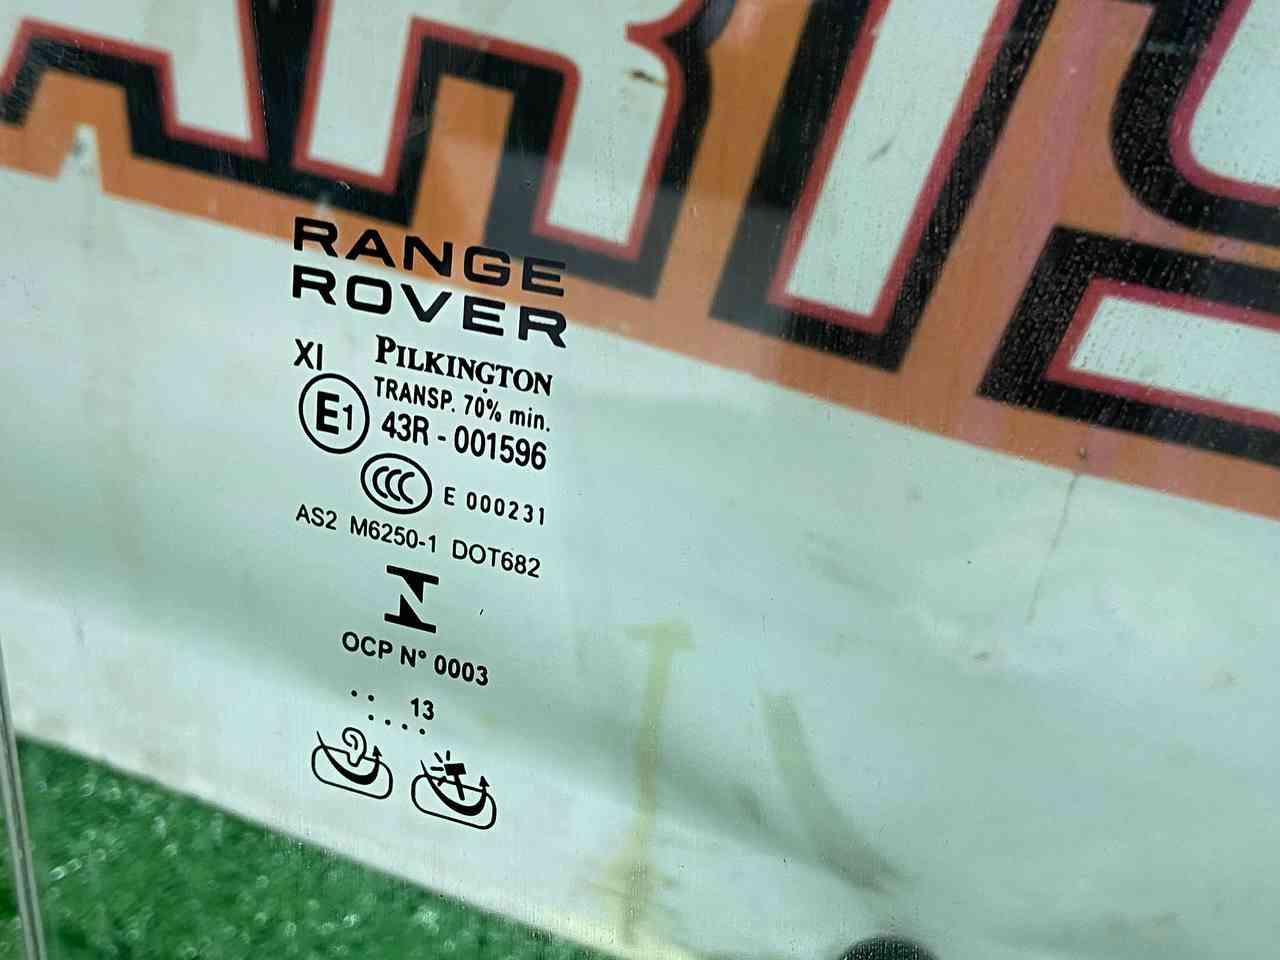 RANGE
ROVER
XI PILKINGTON
TRANSP. 70% min.
E1 43R - 001596
CCC E 000231
AS2 M6250-1 DOT682
OCP N° 0003
.. 13
....